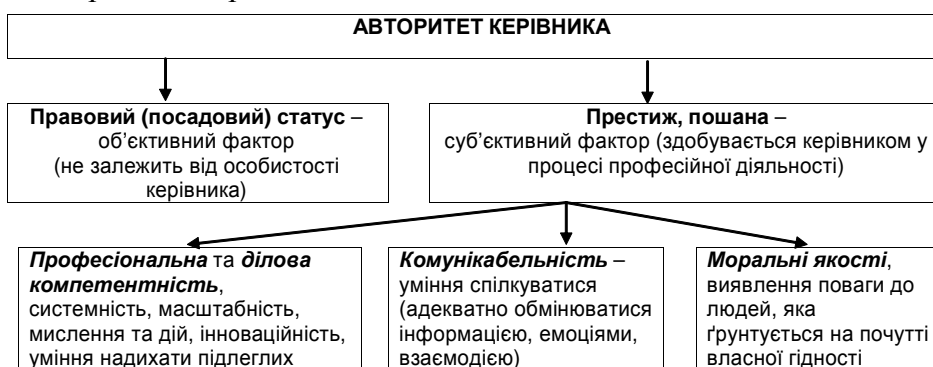 АВТОРИТЕТ КЕРІВНИКА
Правовий (посадовий) статус –
об’єктивний фактор
(не залежить від особистості
керівника)
Престиж, пошана –
суб’єктивний фактор (здобувається керівником у
процесі професійної діяльності)
Професіональна та ділова
компетентність,
системність, масштабність,
мислення та дій, інноваційність,
уміння надихати підлеглих
Комунікабельність –
уміння спілкуватися
(адекватно обмінюватися
інформацією, емоціями,
взаємодією)
Моральні якості,
виявлення поваги до
людей, яка
ґрунтується на почутті
власної гідності